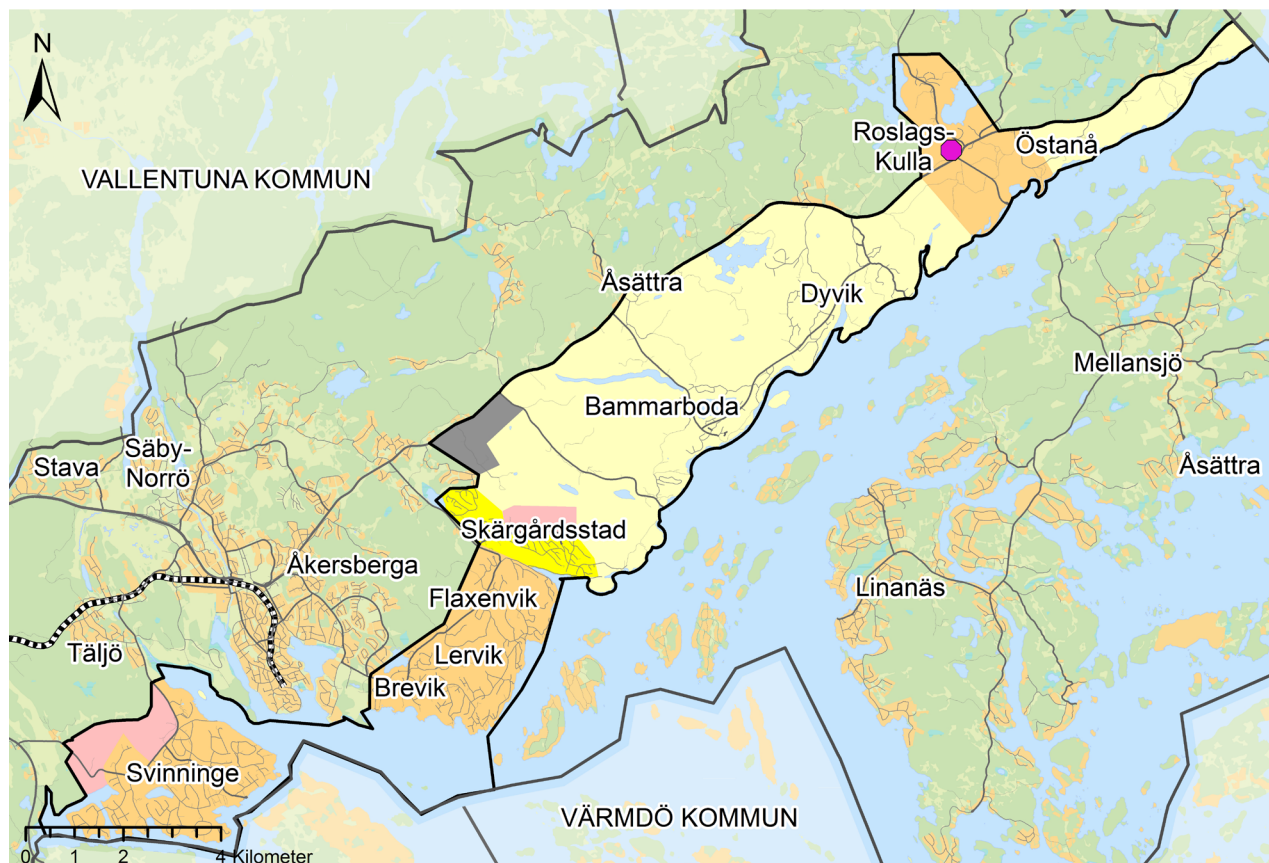 N
Roslags-
Kulla
Östanå
VALLENTUNA KOMMUN
Åsättra
Dyvik
Mellansjö
Bammarboda
Säby-
Norrö
Stava
Åsättra
Skärgårdsstad
Åkersberga
Linanäs
Flaxenvik
Täljö
Lervik
Brevik
Svinninge
VÄRMDÖ KOMMUN
0 1 2 4 Kilometer